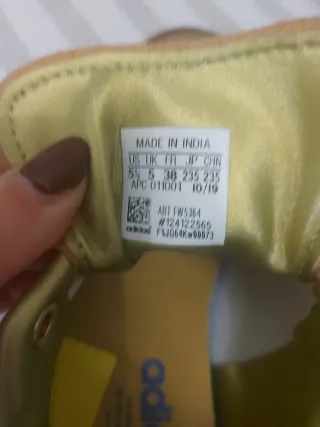 MADE IN INDIA
US UK FR JP CHN
5½ 5 38 235 235
APC 011001 10/19
ART FW5364
#124122565
adidas